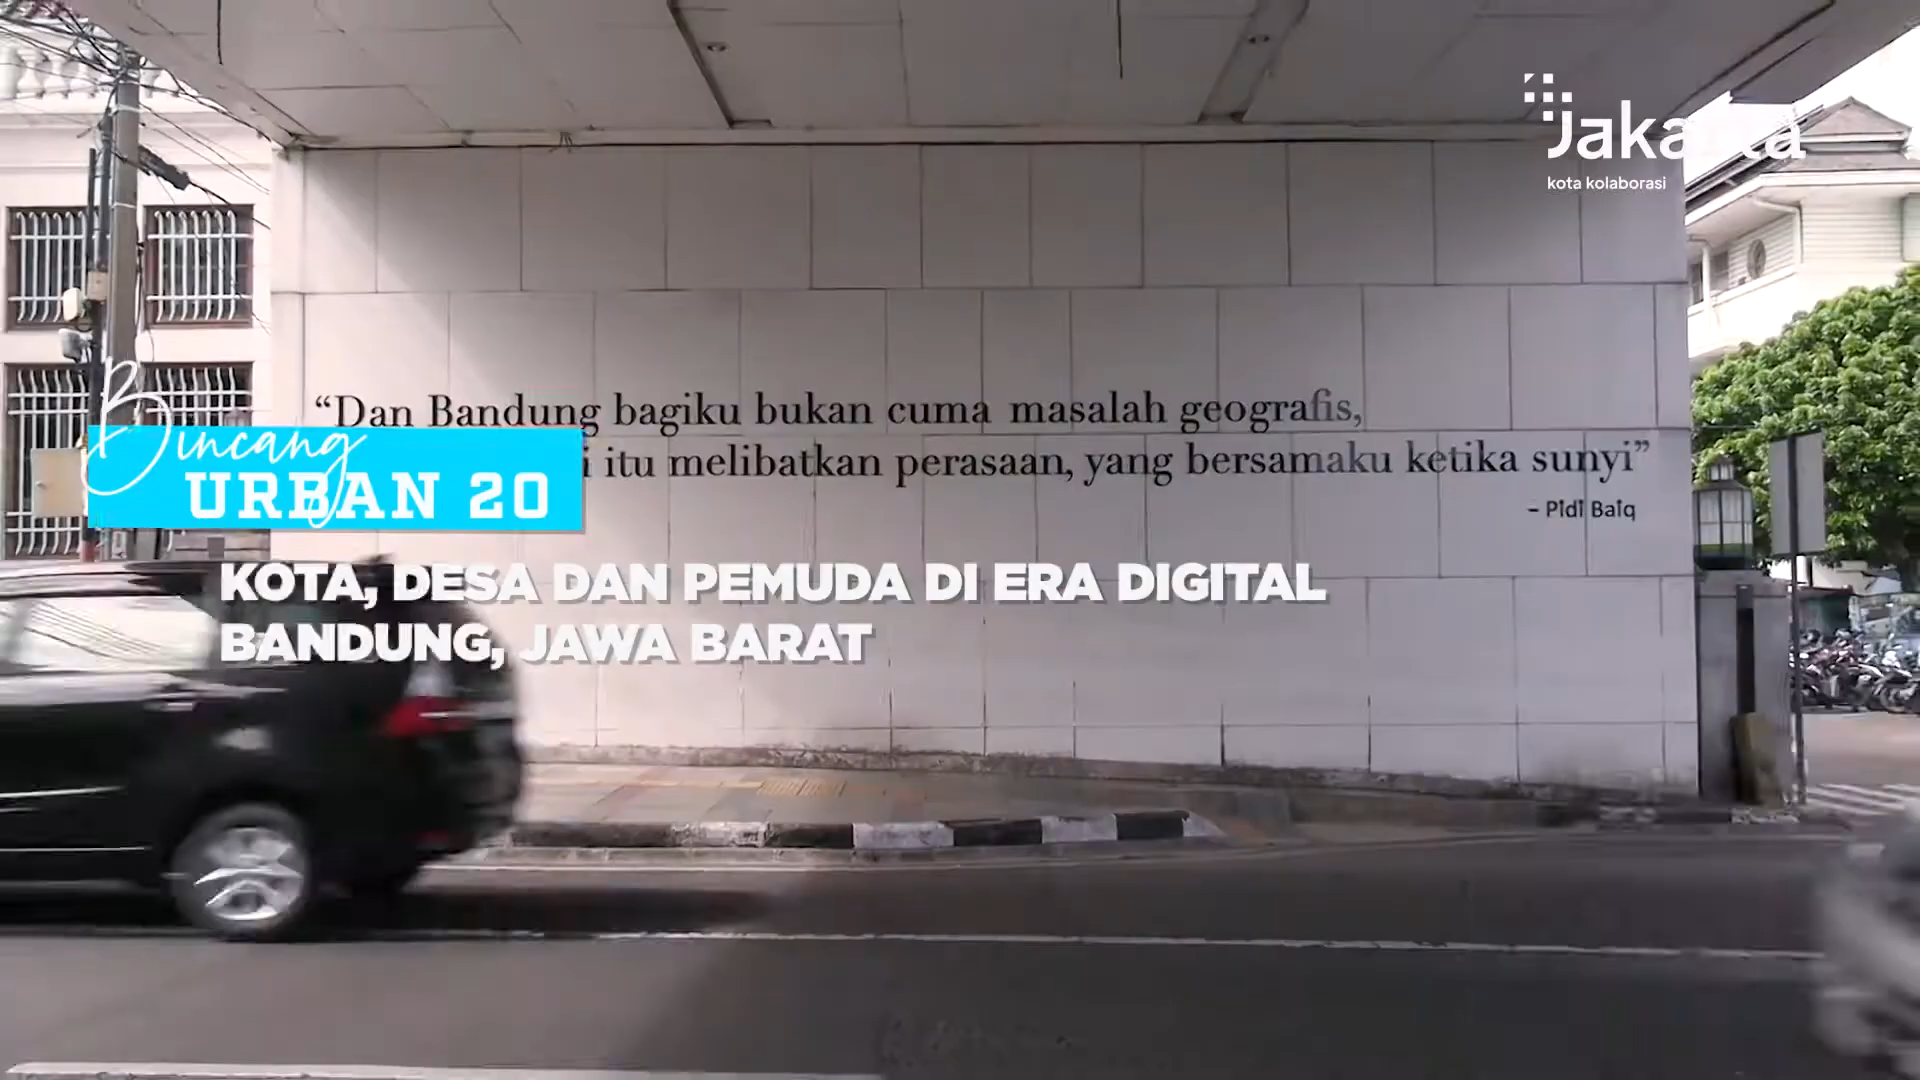 Jakarta
kota kolaborasi
“Dan Bandung bagiku bukan cuma masalah geografis,
itu melibatkan perasaan, yang bersamaku ketika sunyi”
- Pidi Baiq
Bincang
URBAN 20
KOTA, DESA DAN PEMUDA DI ERA DIGITAL
BANDUNG, JAWA BARAT